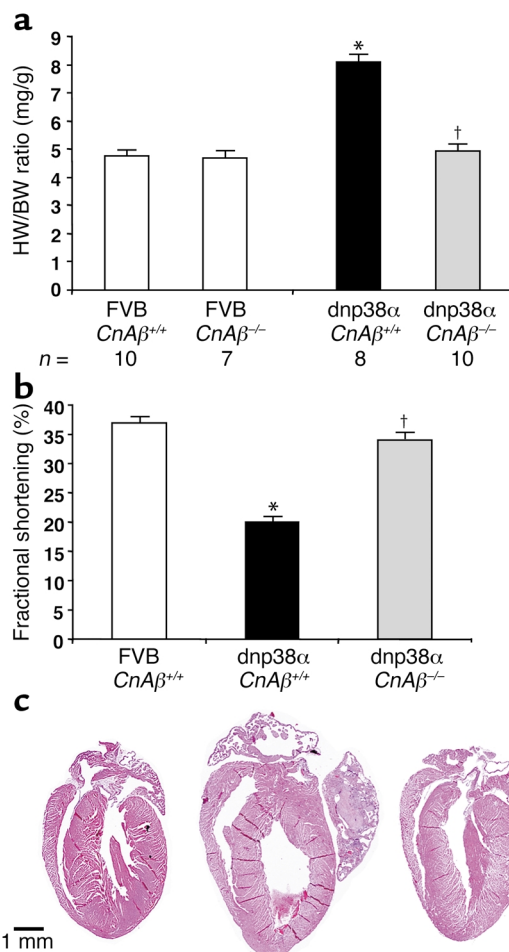 a
HW/BW ratio (mg/g)
9
8
7
6
5
4
3
2
1
0
*
†
FVB FVB dnp38α dnp38α
CnAβ+/+ CnAβ–/– CnAβ+/+ CnAβ–/–
n = 10 7 8 10
b
Fractional shortening (%)
40
35
30
25
20
15
10
5
0
*
†
FVB dnp38α dnp38α
CnAβ+/+ CnAβ+/+ CnAβ–/–
c
1 mm